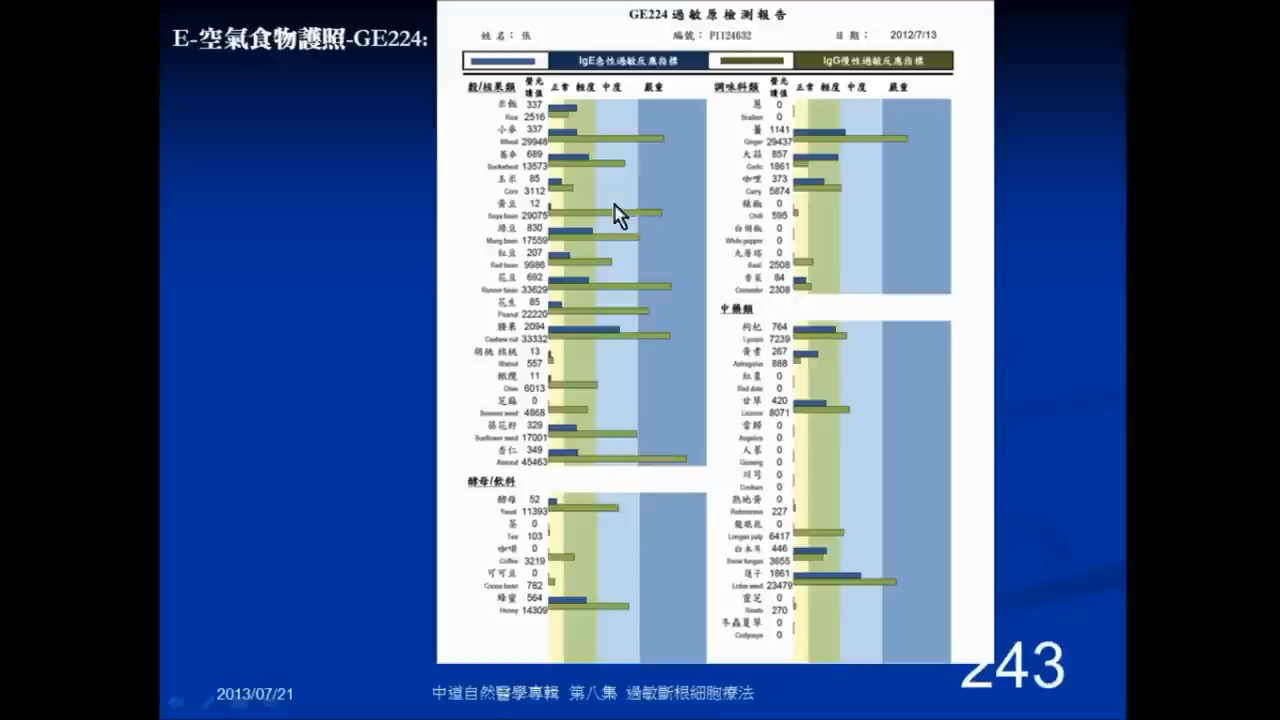 E-空氣食物護照-GE224:
GE224 過敏原檢測報告
姓名: 張 編號: P1124632 日期: 2012/7/13
IgE急性過敏反應指標 IgG慢性過敏反應指標
穀/核果類 螢光讀值 正常 輕度 中度 嚴重
米飯 337
Rice 2516
小麥 337
Wheat 29948
蕎麥 689
Buckwheat 13573
玉米 85
Corn 3112
黃豆 12
Soya bean 29075
綠豆 830
Mung bean 17559
紅豆 207
Red bean 9986
花豆 692
Runner bean 33629
花生 85
Peanut 22220
腰果 2094
Cashew nut 33332
胡桃 核桃 13
Walnut 557
橄欖 11
Olive 6013
芝麻 0
Sesame seed 4868
葵花籽 329
Sunflower seed 17001
杏仁 349
Almond 45463
酵母/飲料
酵母 52
Yeast 11393
茶 0
Tea 103
咖啡 0
Coffee 3219
可可豆 0
Cocoa bean 782
蜂蜜 564
Honey 14309
調味料類 螢光讀值 正常 輕度 中度 嚴重
蔥 0
Scallion 0
薑 1141
Ginger 29437
大蒜 857
Garlic 1861
咖哩 373
Curry 5874
辣椒 0
Chili 595
白胡椒 0
White pepper 0
九層塔 0
Basil 2508
香菜 84
Coriander 2308
中藥類
枸杞 764
Lycium 7239
黃耆 267
Astragalus 888
紅棗 0
Red date 0
甘草 420
Licorice 8071
當歸 0
Angelica 0
人蔘 0
Ginseng 0
川芎 0
0
熟地黃 0
Rehmannia 227
龍眼乾 0
Longan pulp 6417
白木耳 446
Snow fungus 3655
蓮子 1861
Lotus seed 23479
靈芝 0
270
冬蟲夏草 0
0
243
2013/07/21 中道自然醫學專輯 第八集 過敏斷根細胞療法